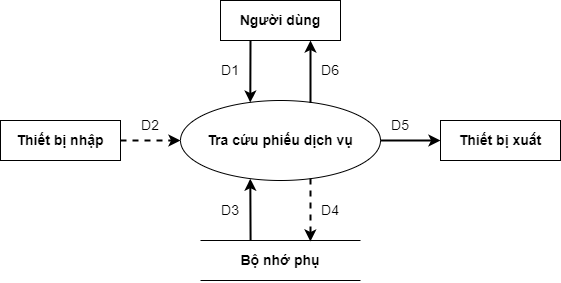 Người dùng
D1
D6
Thiết bị nhập
D2
Tra cứu phiếu dịch vụ
D5
Thiết bị xuất
D3
D4
Bộ nhớ phụ